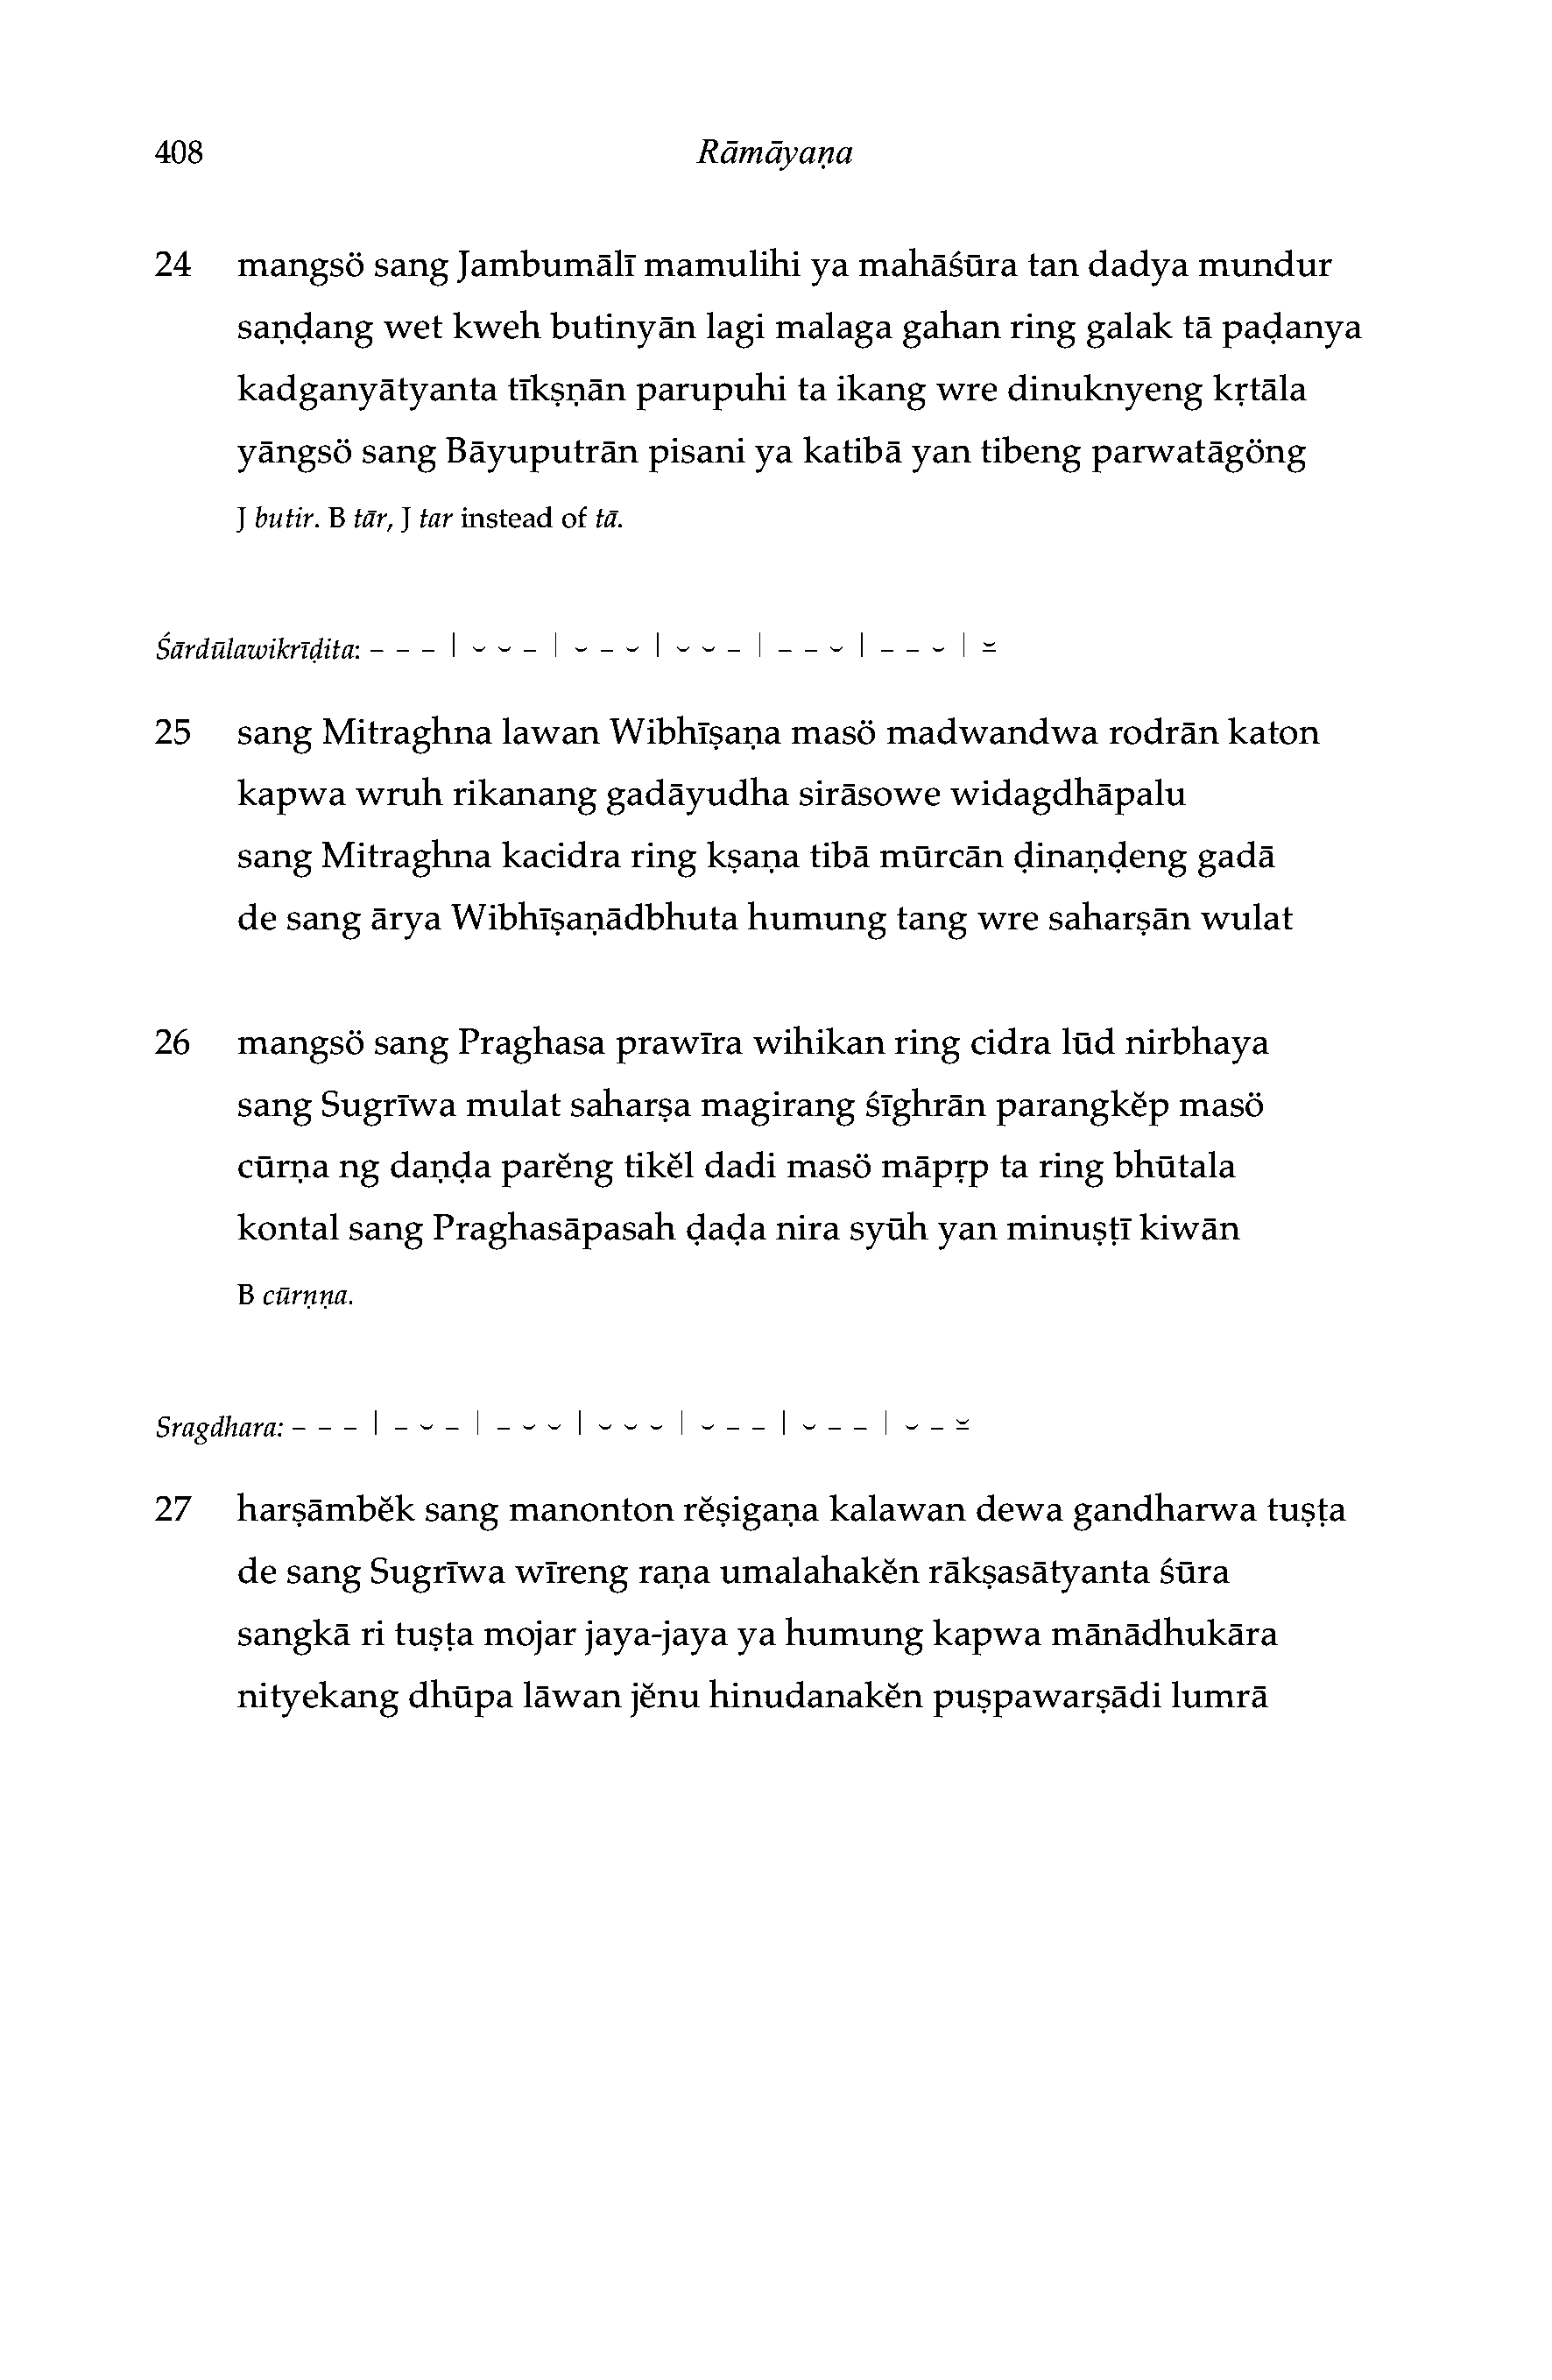 408 Rāmāyaṇa
24 mangsö sang Jambumālī mamulihi ya mahāśūra tan dadya mundur
saṇḍang wet kweh butinyān lagi malaga gahan ring galak tā paḍanya
kadganyātyanta tīkṣṇān parupuhi ta ikang wre dinuknyeng kṛtāla
yāngsö sang Bāyuputrān pisani ya katibā yan tibeng parwatāgöng
J butir. B tār, J tar instead of tā.
Śārdūlawikrīḍita: – – – | ⏑ ⏑ – | ⏑ – ⏑ | ⏑ ⏑ – | – – ⏑ | – – ⏑ | ⏓
25 sang Mitraghna lawan Wibhīṣaṇa masö madwandwa rodrān katon
kapwa wruh rikanang gadāyudha sirāsowe widagdhāpalu
sang Mitraghna kacidra ring kṣaṇa tibā mūrcān ḍinaṇḍeng gadā
de sang ārya Wibhīṣaṇādbhuta humung tang wre saharṣān wulat
26 mangsö sang Praghasa prawīra wihikan ring cidra lūd nirbhaya
sang Sugrīwa mulat saharṣa magirang śīghrān parangkĕp masö
cūrṇa ng daṇḍa parĕng tikĕl dadi masö māpṛp ta ring bhūtala
kontal sang Praghasāpasah ḍaḍa nira syūh yan minuṣṭī kiwān
B cūrṇṇa.
Sragdhara: – – – | – ⏑ – | – ⏑ ⏑ | ⏑ ⏑ ⏑ | ⏑ – – | ⏑ – – | ⏑ – ⏓
27 harṣāmbĕk sang manonton rĕṣigaṇa kalawan dewa gandharwa tuṣṭa
de sang Sugrīwa wīreng raṇa umalahakĕn rākṣasātyanta śūra
sangkā ri tuṣṭa mojar jaya-jaya ya humung kapwa mānādhukāra
nityekang dhūpa lāwan jĕnu hinudanakĕn puṣpawarṣādi lumrā